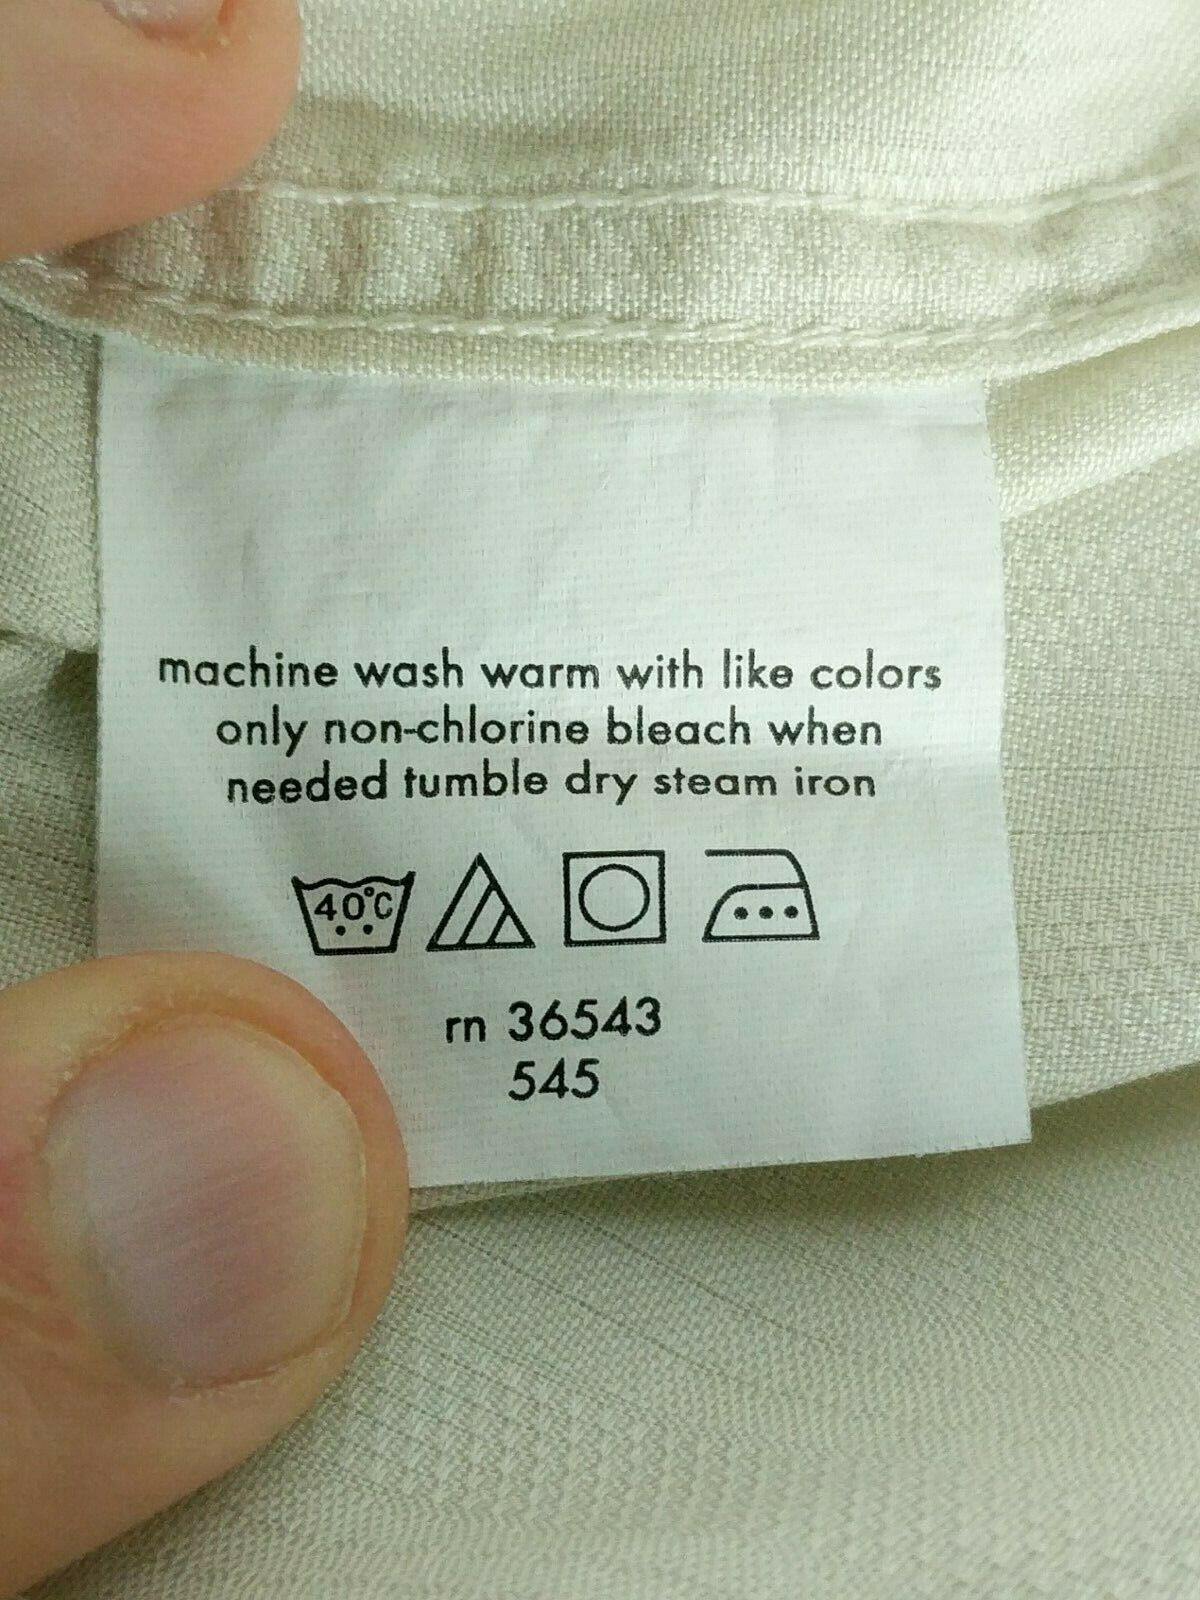 machine wash warm with like colors
only non-chlorine bleach when
needed tumble dry steam iron
40°C
rn 36543
545